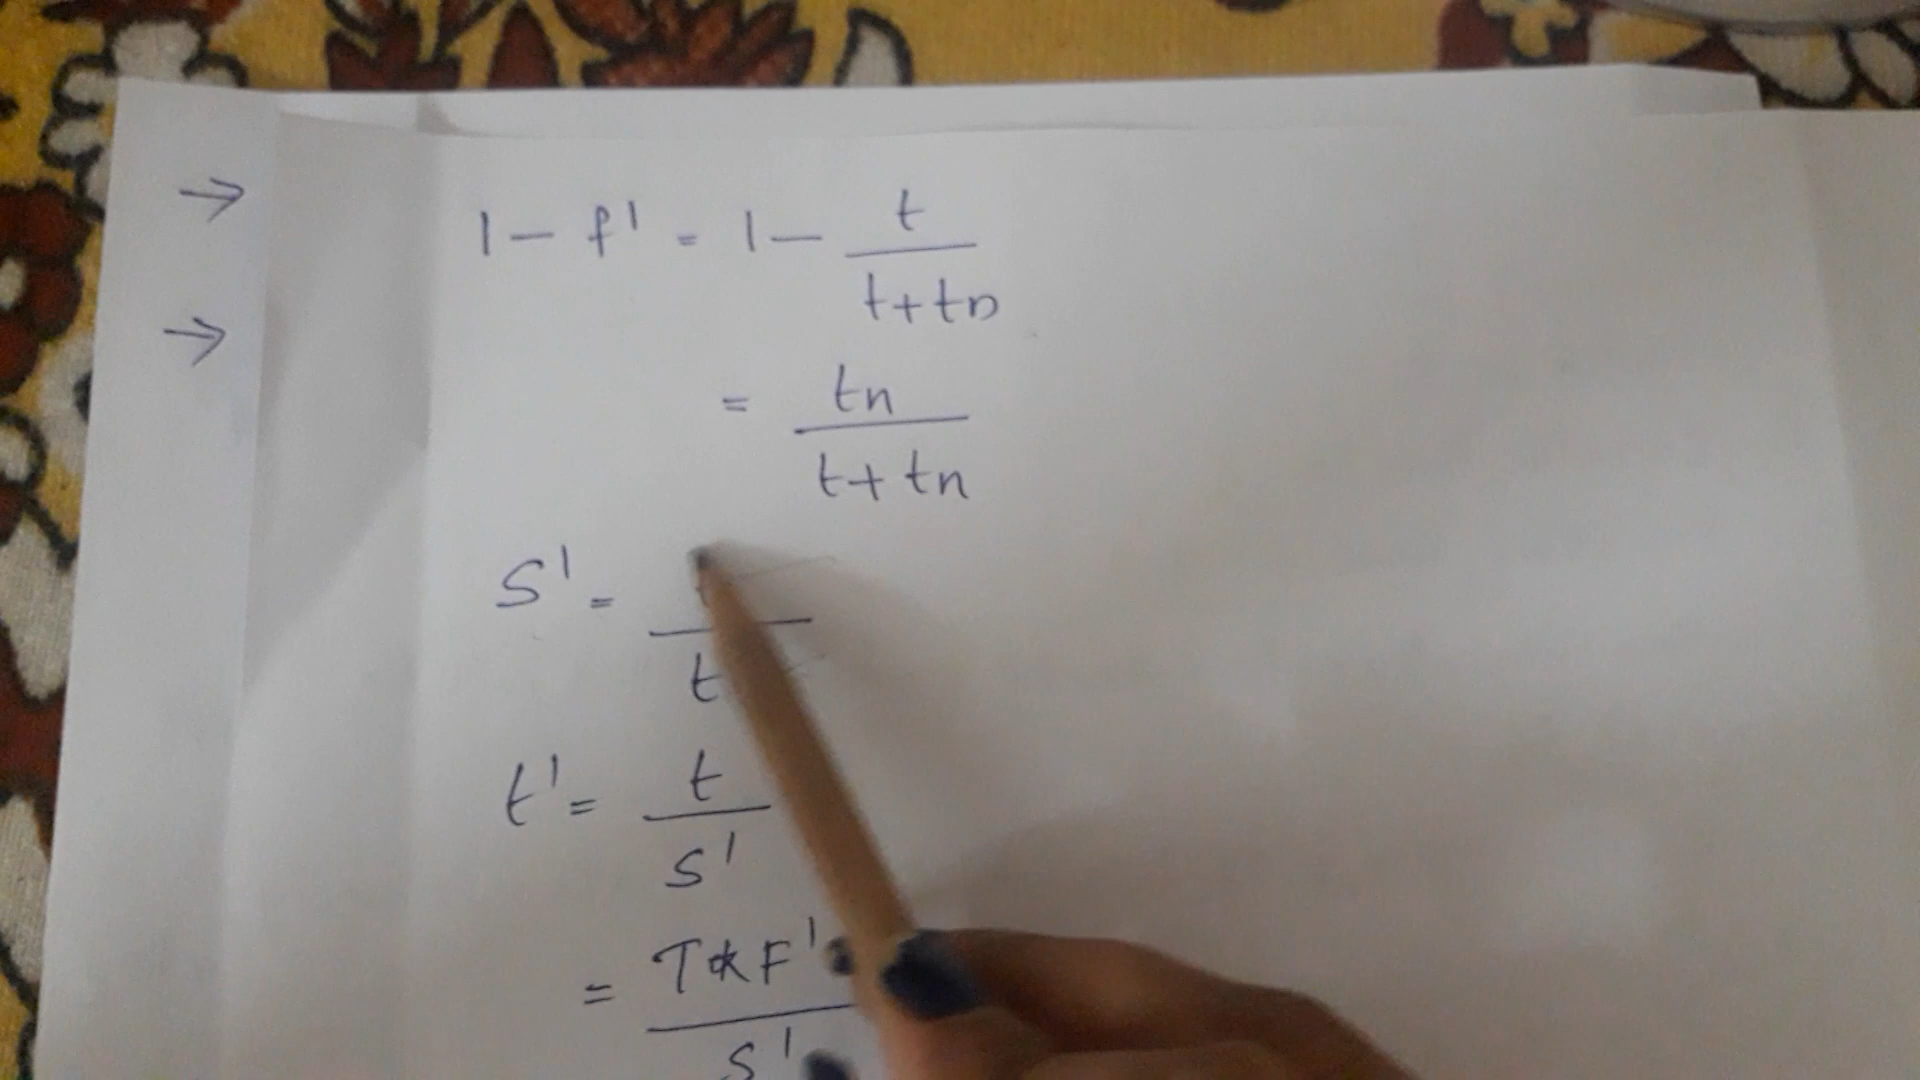 →
1 - f' = 1 - t
t + tn
→
= tn
t + tn
S' =
t
t' = t
S'
= T * F'
S'